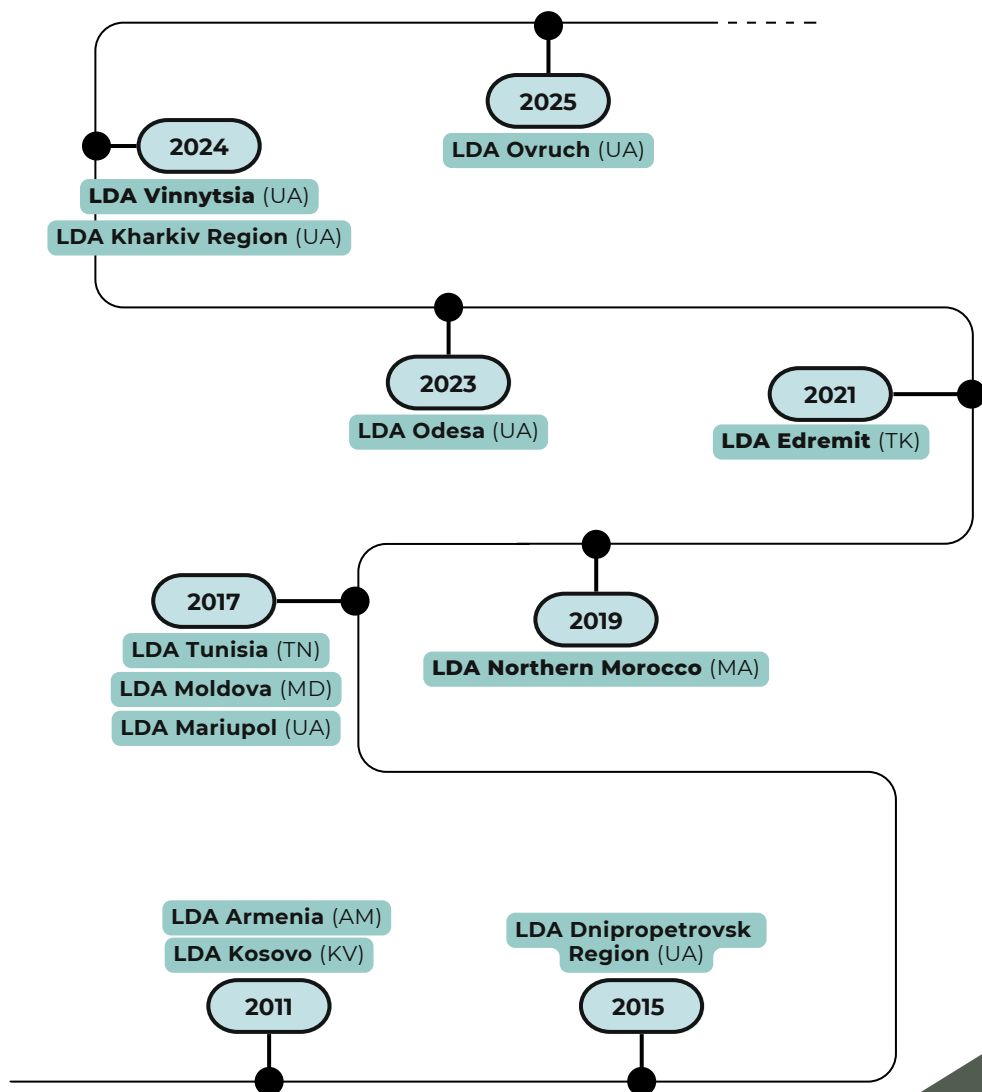 2025
LDA Ovruch (UA)
2024
LDA Vinnytsia (UA)
LDA Kharkiv Region (UA)
2023
LDA Odesa (UA)
2021
LDA Edremit (TK)
2017
LDA Tunisia (TN)
LDA Moldova (MD)
LDA Mariupol (UA)
2019
LDA Northern Morocco (MA)
LDA Armenia (AM)
LDA Kosovo (KV)
2011
LDA Dnipropetrovsk
Region (UA)
2015